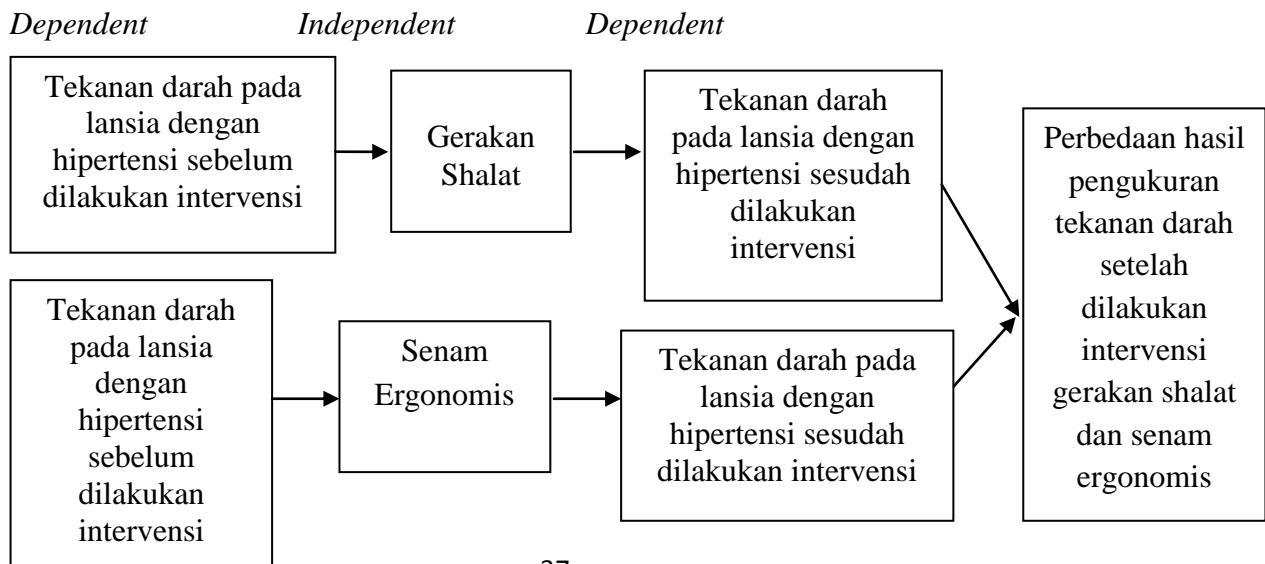 Dependent Independent Dependent
Tekanan darah pada
lansia dengan
hipertensi sebelum
dilakukan intervensi
Gerakan
Shalat
Tekanan darah
pada lansia dengan
hipertensi sesudah
dilakukan
intervensi
Perbedaan hasil
pengukuran
tekanan darah
setelah
dilakukan
intervensi
gerakan shalat
dan senam
ergonomis
Tekanan darah
pada lansia
dengan
hipertensi
sebelum
dilakukan
intervensi
Senam
Ergonomis
Tekanan darah pada
lansia dengan
hipertensi sesudah
dilakukan intervensi